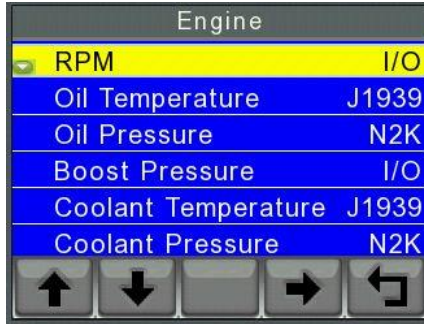 Engine
RPM I/O
Oil Temperature J1939
Oil Pressure N2K
Boost Pressure I/O
Coolant Temperature J1939
Coolant Pressure N2K